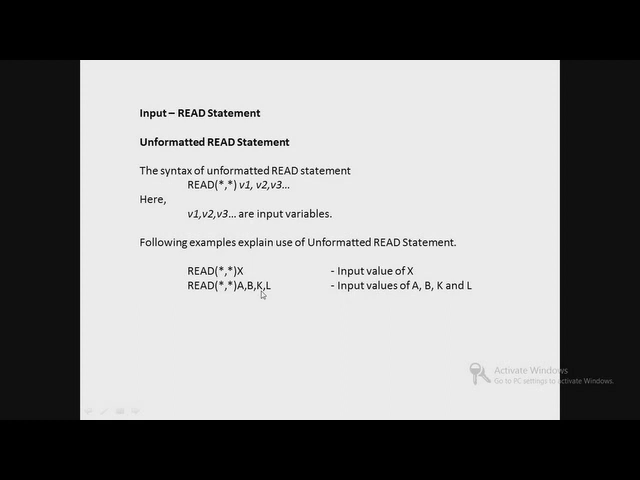 Input – READ Statement
Unformatted READ Statement
The syntax of unformatted READ statement
READ(*,*) v1, v2,v3...
Here,
v1,v2,v3... are input variables.
Following examples explain use of Unformatted READ Statement.
READ(*,*)X - Input value of X
READ(*,*)A,B,K,L - Input values of A, B, K and L
Activate Windows
Go to PC settings to activate Windows.